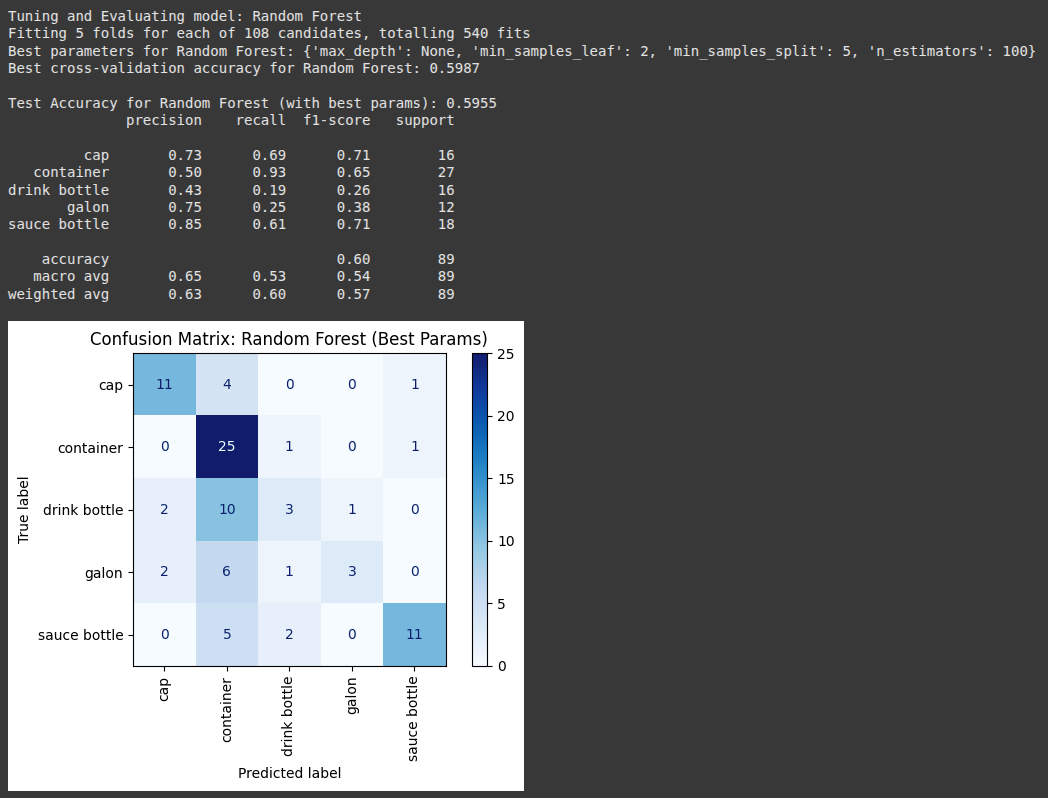 Tuning and Evaluating model: Random Forest
Fitting 5 folds for each of 108 candidates, totalling 540 fits
Best parameters for Random Forest: {'max_depth': None, 'min_samples_leaf': 2, 'min_samples_split': 5, 'n_estimators': 100}
Best cross-validation accuracy for Random Forest: 0.5987
Test Accuracy for Random Forest (with best params): 0.5955
precision recall f1-score support
cap 0.73 0.69 0.71 16
container 0.50 0.93 0.65 27
drink bottle 0.43 0.19 0.26 16
galon 0.75 0.25 0.38 12
sauce bottle 0.85 0.61 0.71 18
accuracy 0.60 89
macro avg 0.65 0.53 0.54 89
weighted avg 0.63 0.60 0.57 89
Confusion Matrix: Random Forest (Best Params)
cap 11 4 0 0 1
container 0 25 1 0 1
drink bottle 2 10 3 1 0
galon 2 6 1 3 0
sauce bottle 0 5 2 0 11
True label
cap
container
drink bottle
galon
sauce bottle
Predicted label
25
20
15
10
5
0